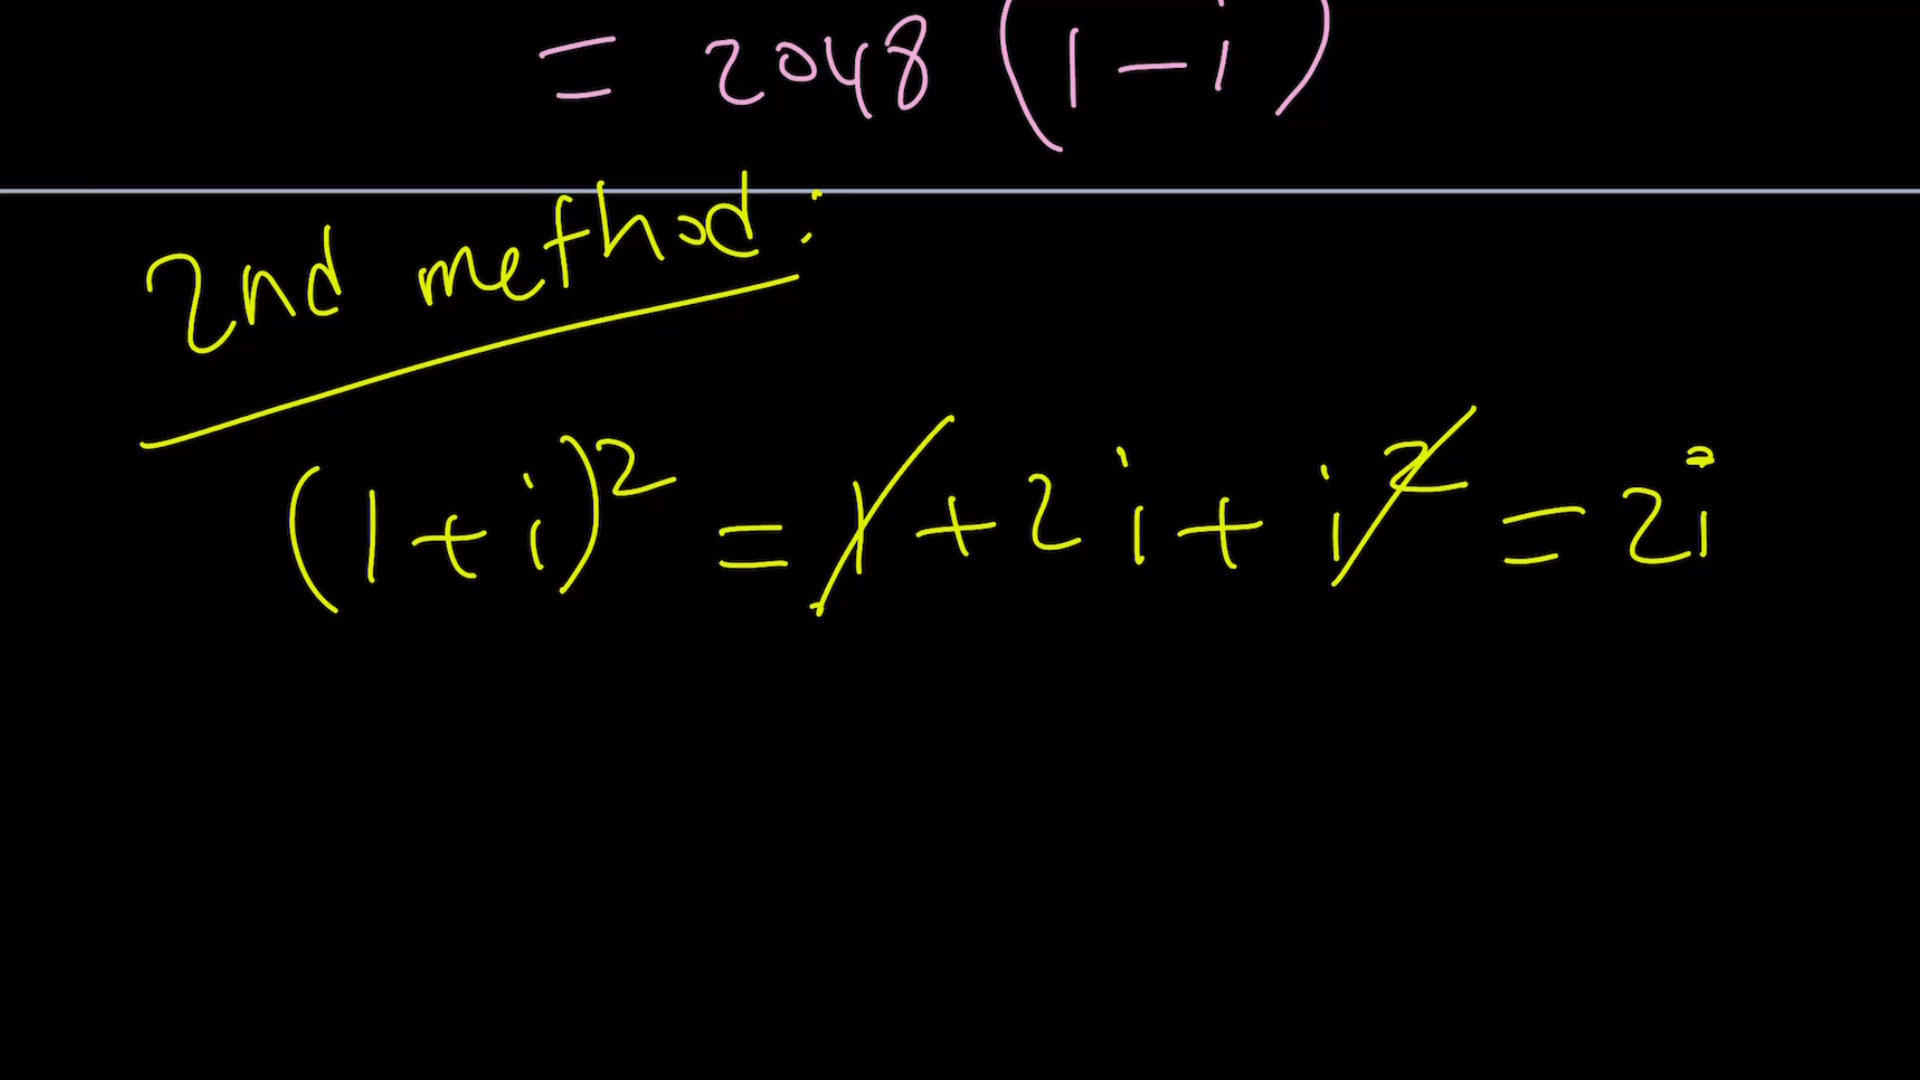 = 2048 (1-i)
2nd method:
(1+i)² = 1+2i+i² = 2i